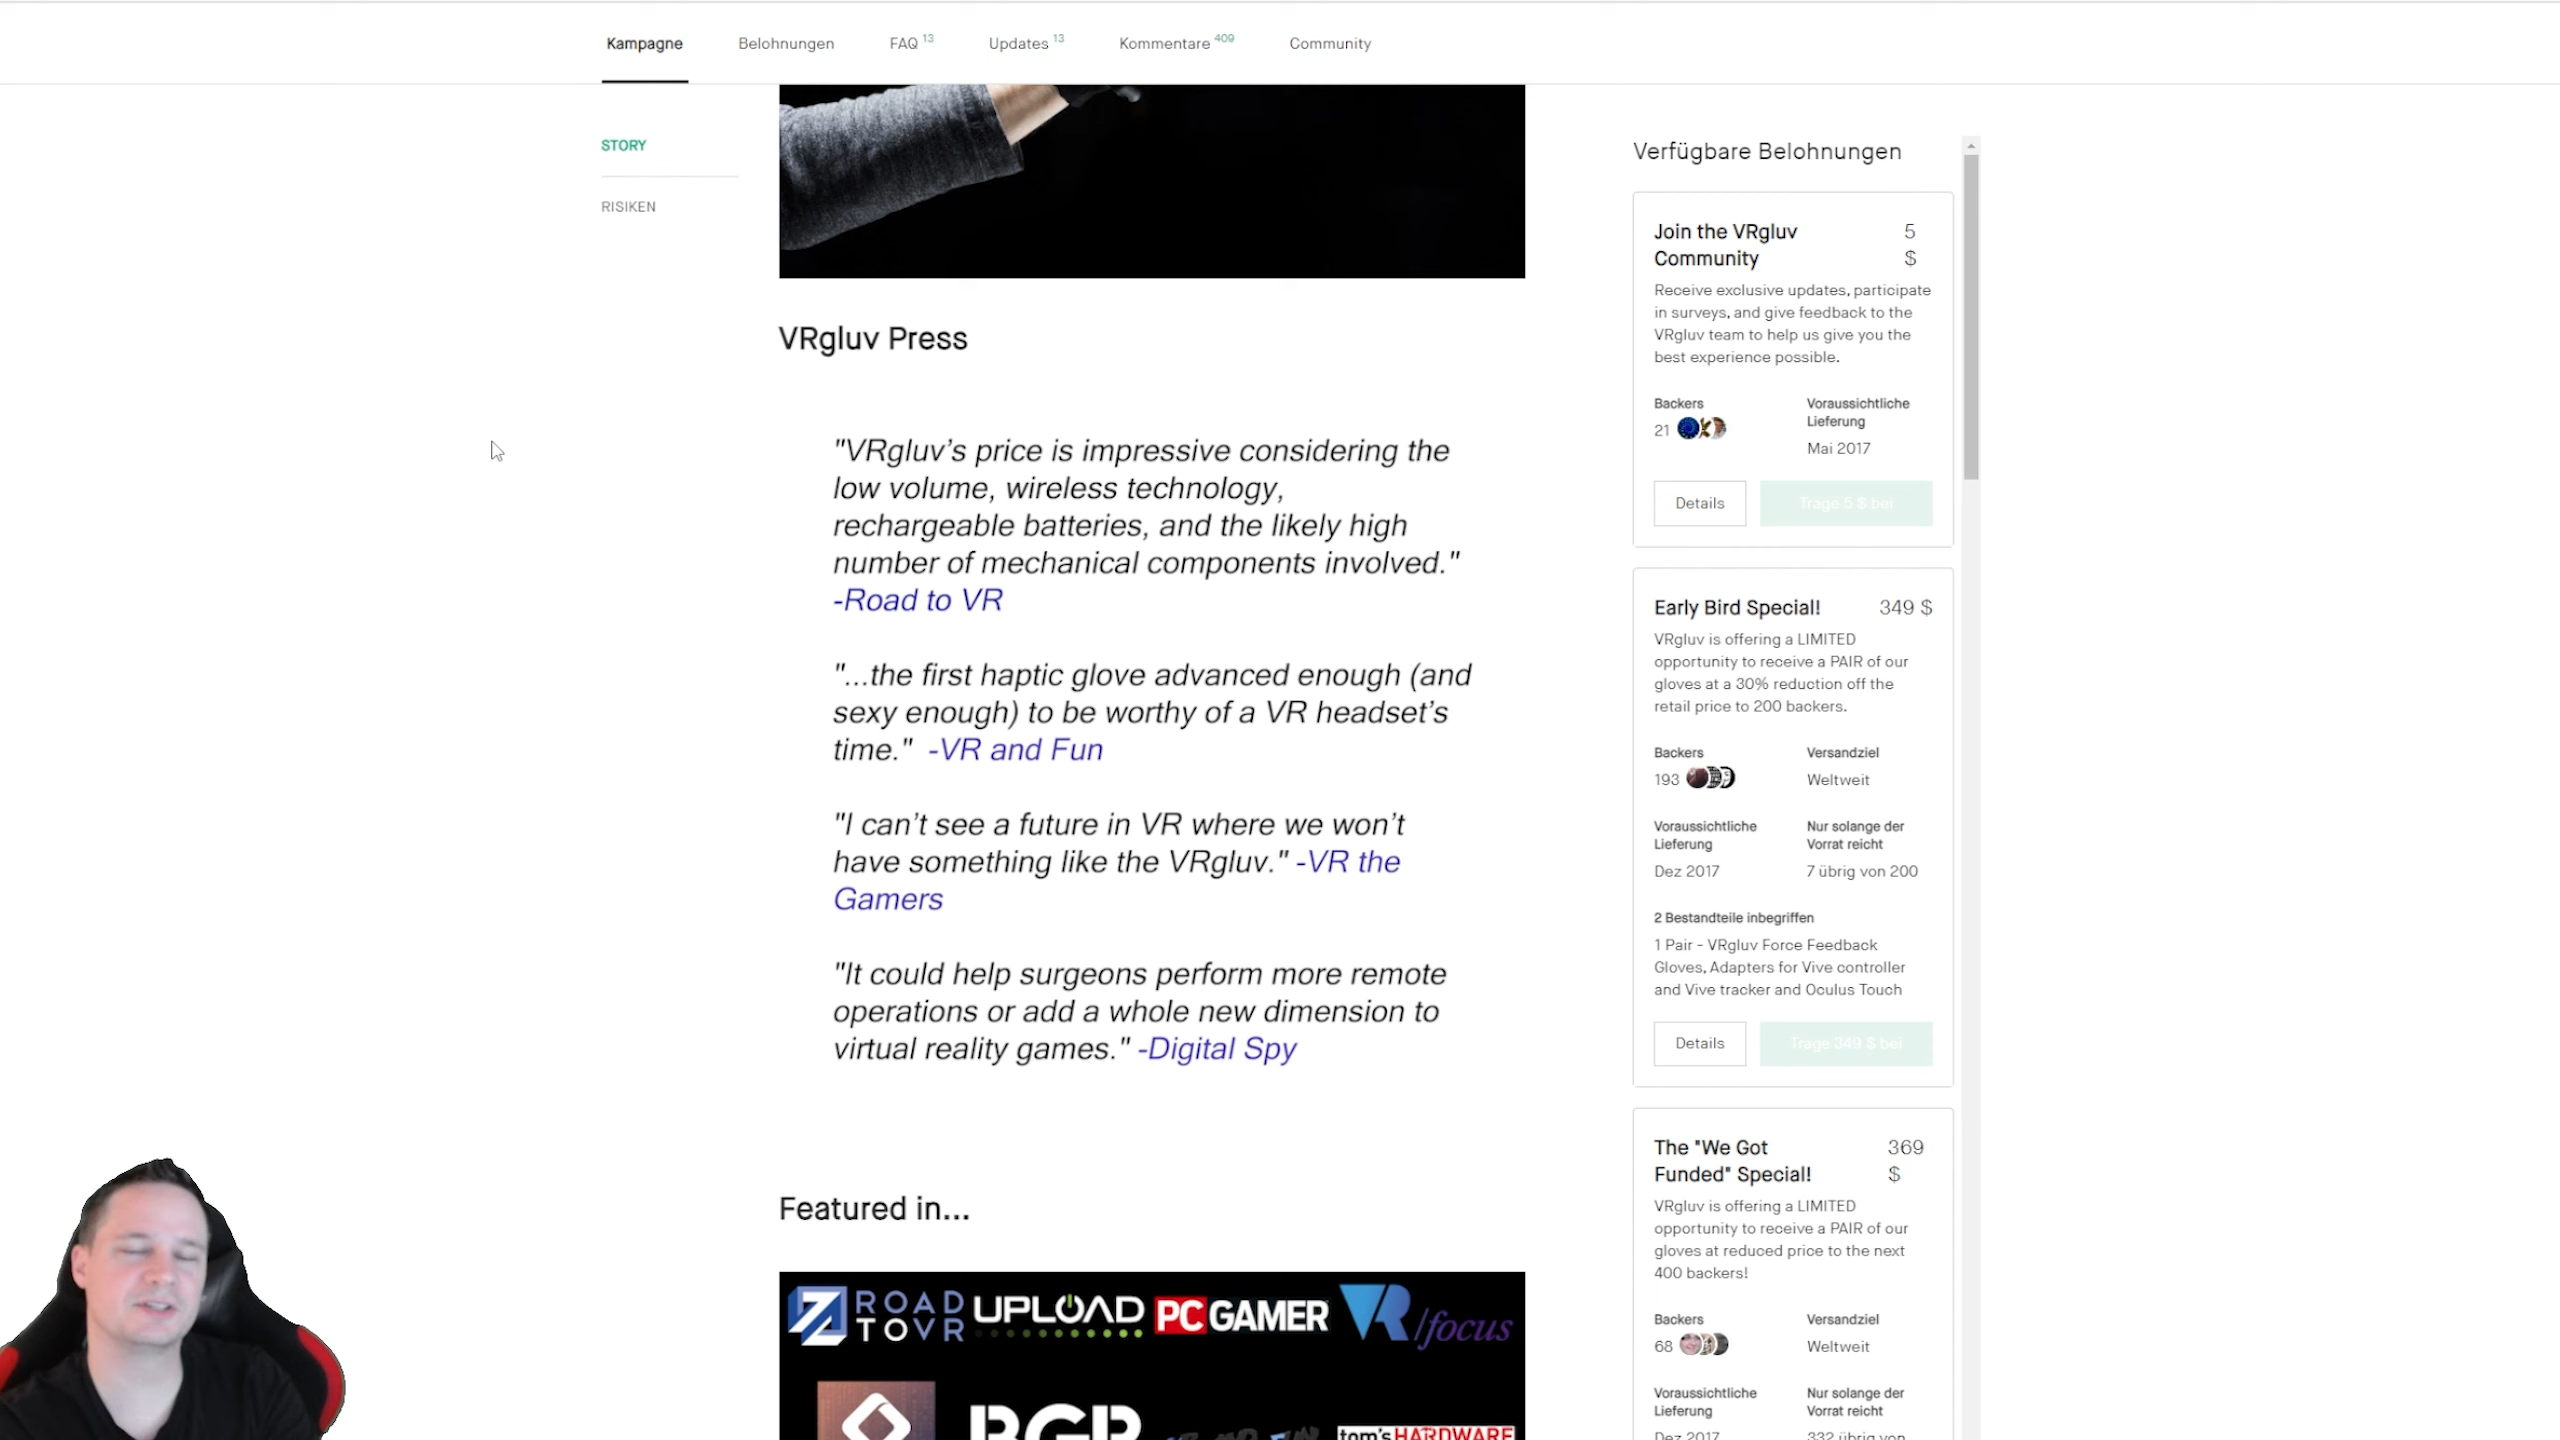 Kampagne
Belohnungen
FAQ 13
Updates 13
Kommentare 409
Community
STORY
RISIKEN
VRgluv Press
"VRgluv's price is impressive considering the
low volume, wireless technology,
rechargeable batteries, and the likely high
number of mechanical components involved."
-Road to VR
"...the first haptic glove advanced enough (and
sexy enough) to be worthy of a VR headset's
time." -VR and Fun
"I can't see a future in VR where we won't
have something like the VRgluv." -VR the
Gamers
"It could help surgeons perform more remote
operations or add a whole new dimension to
virtual reality games." -Digital Spy
Featured in...
ROAD
TOVR
UPLOAD
PC GAMER
VR/focus
BGR
tom's HARDWARE
Verfügbare Belohnungen
Join the VRgluv 5
Community $
Receive exclusive updates, participate
in surveys, and give feedback to the
VRgluv team to help us give you the
best experience possible.
Backers
21
Voraussichtliche
Lieferung
Mai 2017
Details
Trage 5 $ bei
Early Bird Special! 349 $
VRgluv is offering a LIMITED
opportunity to receive a PAIR of our
gloves at a 30% reduction off the
retail price to 200 backers.
Backers
193
Versandziel
Weltweit
Voraussichtliche
Lieferung
Dez 2017
Nur solange der
Vorrat reicht
7 übrig von 200
2 Bestandteile inbegriffen
1 Pair - VRgluv Force Feedback
Gloves, Adapters for Vive controller
and Vive tracker and Oculus Touch
Details
Trage 349 $ bei
The "We Got 369
Funded" Special! $
VRgluv is offering a LIMITED
opportunity to receive a PAIR of our
gloves at reduced price to the next
400 backers!
Backers
68
Versandziel
Weltweit
Voraussichtliche
Lieferung
Dez 2017
Nur solange der
Vorrat reicht
332 übrig von